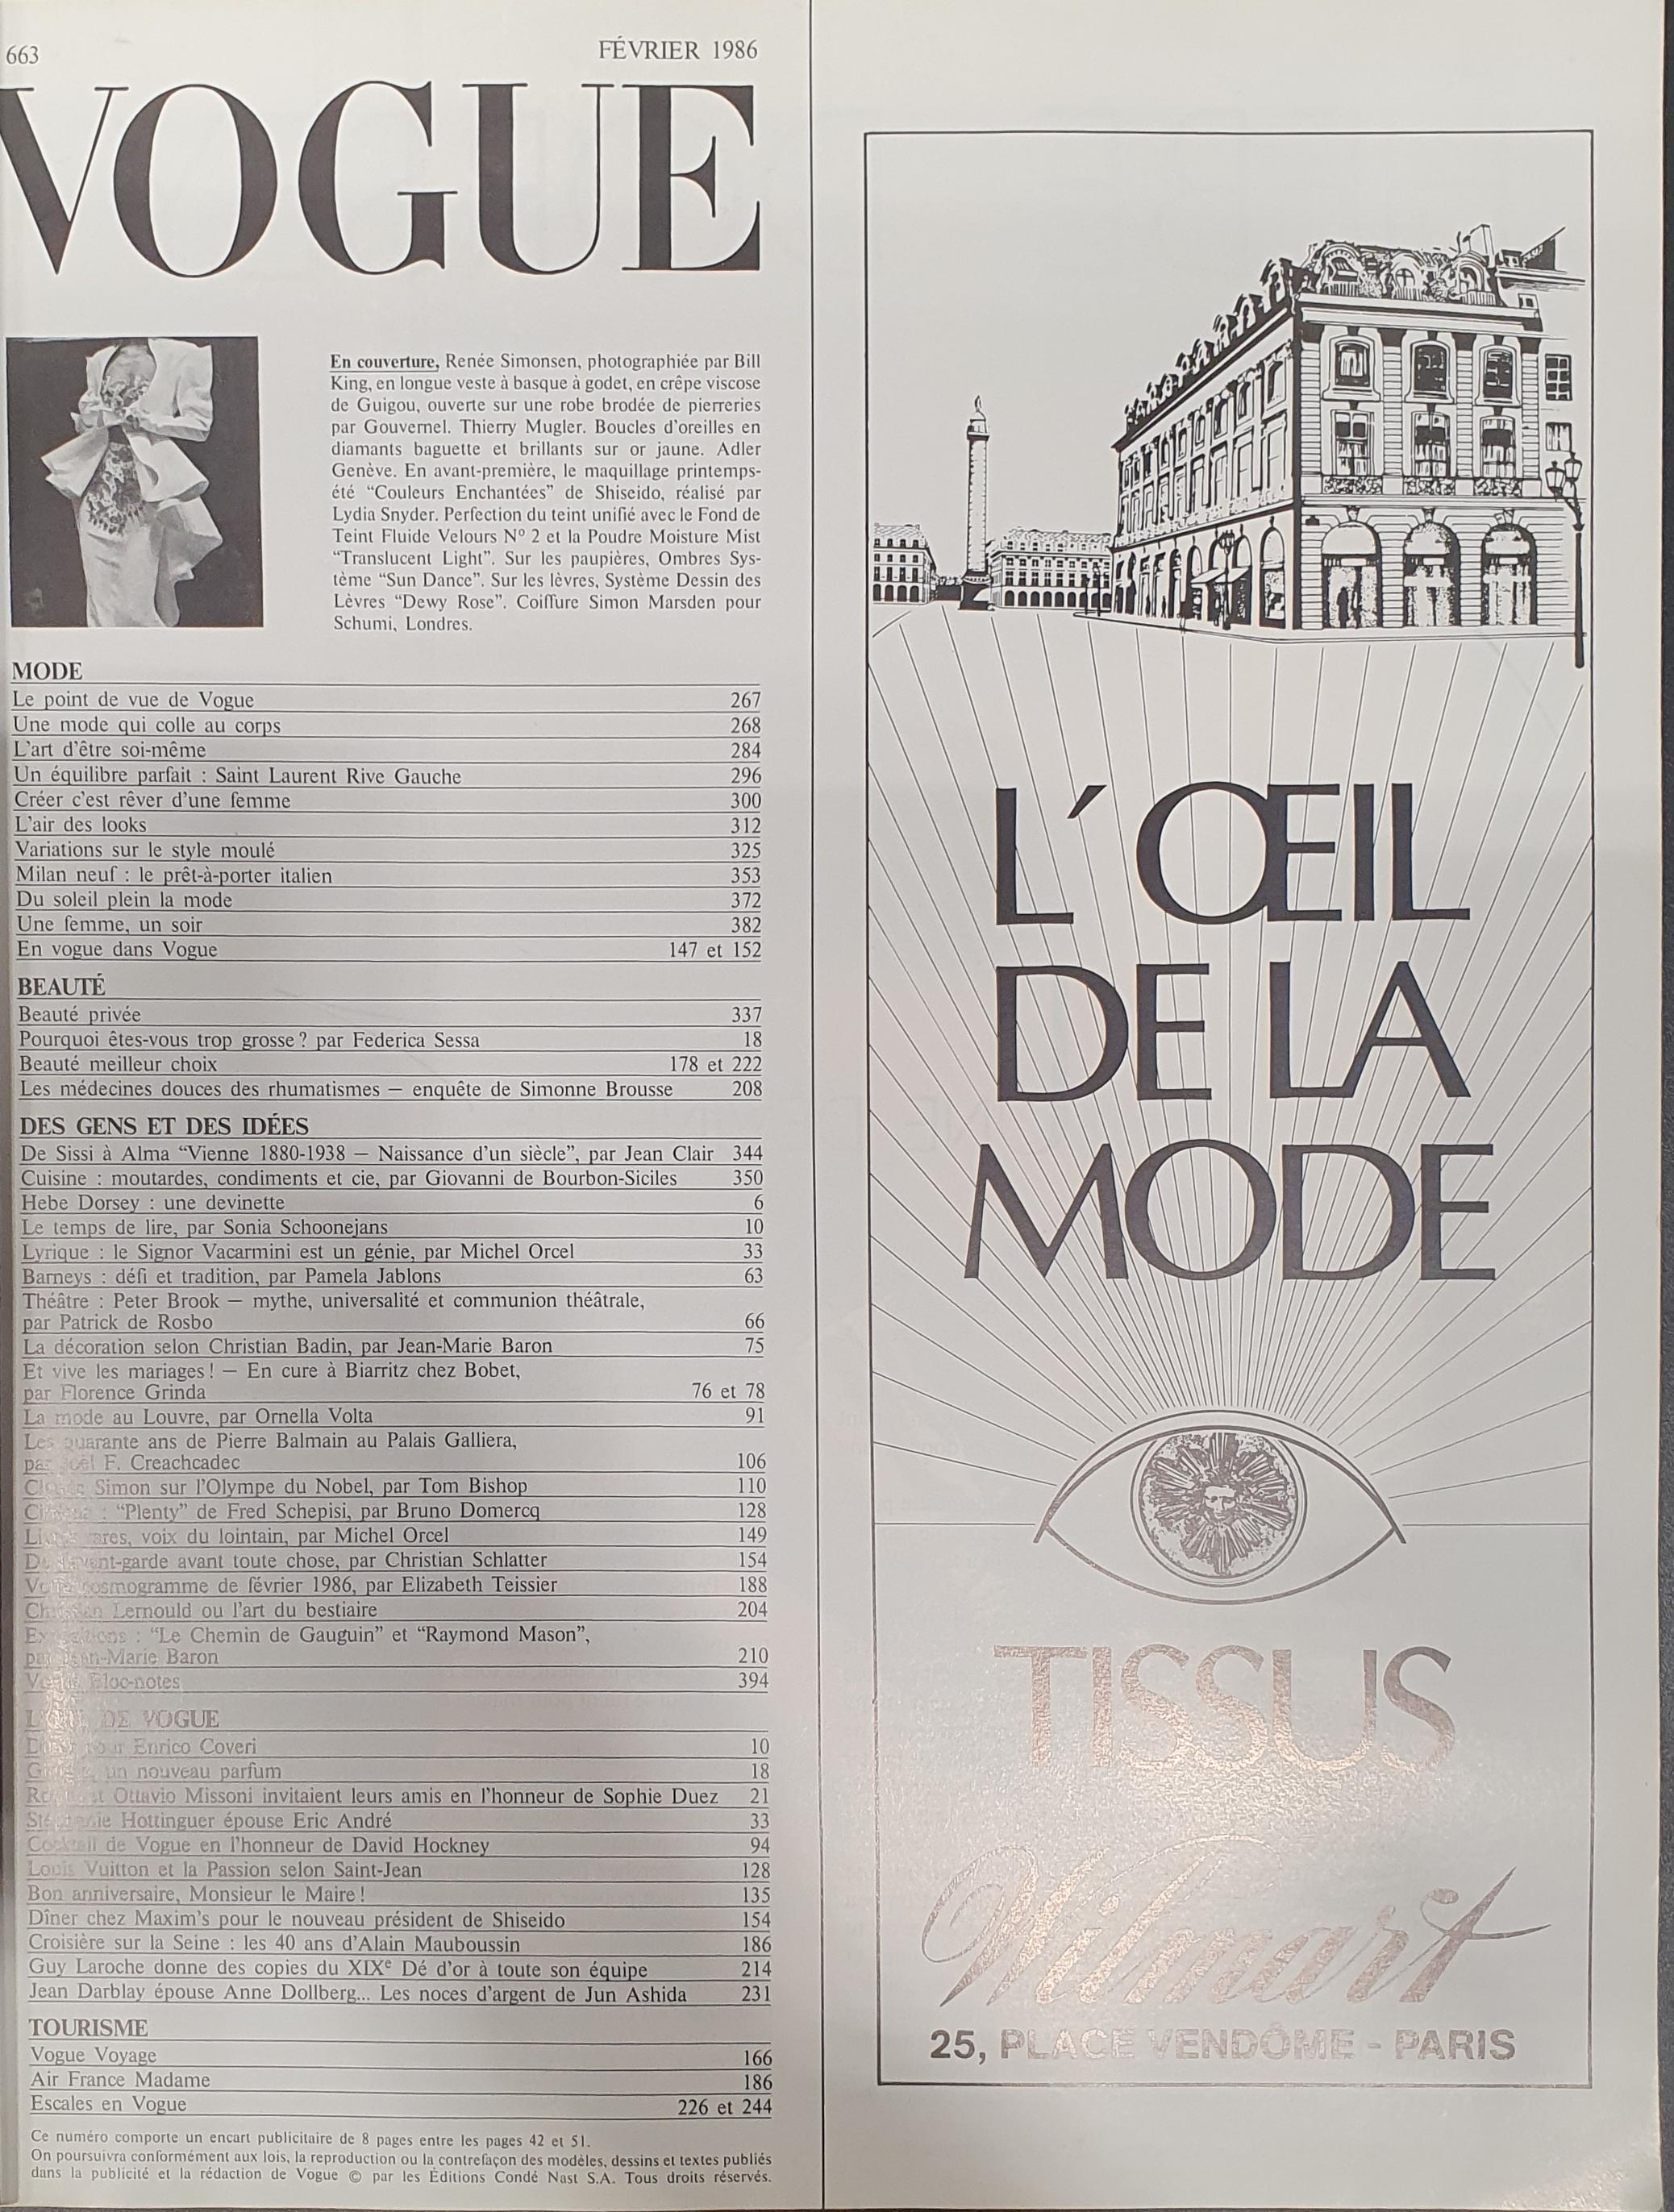 663
FÉVRIER 1986
VOGUE
En couverture, Renée Simonsen, photographiée par Bill
King, en longue veste à basque à godet, en crêpe viscose
de Guigou, ouverte sur une robe brodée de pierreries
par Gouvernel. Thierry Mugler. Boucles d'oreilles en
diamants baguette et brillants sur or jaune. Adler
Genève. En avant-première, le maquillage printemps-
été “Couleurs Enchantées” de Shiseido, réalisé par
Lydia Snyder. Perfection du teint unifié avec le Fond de
Teint Fluide Velours Nº 2 et la Poudre Moisture Mist
“Translucent Light”. Sur les paupières, Ombres Sys-
tème “Sun Dance”. Sur les lèvres, Système Dessin des
Lèvres “Dewy Rose”. Coiffure Simon Marsden pour
Schumi, Londres.
MODE
Le point de vue de Vogue 267
Une mode qui colle au corps 268
L'art d'être soi-même 284
Un équilibre parfait : Saint Laurent Rive Gauche 296
Créer c'est rêver d'une femme 300
L'air des looks 312
Variations sur le style moulé 325
Milan neuf : le prêt-à-porter italien 353
Du soleil plein la mode 372
Une femme, un soir 382
En vogue dans Vogue 147 et 152
BEAUTÉ
Beauté privée 337
Pourquoi êtes-vous trop grosse ? par Federica Sessa 18
Beauté meilleur choix 178 et 222
Les médecines douces des rhumatismes — enquête de Simonne Brousse 208
DES GENS ET DES IDÉES
De Sissi à Alma “Vienne 1880-1938 — Naissance d'un siècle”, par Jean Clair 344
Cuisine : moutardes, condiments et cie, par Giovanni de Bourbon-Siciles 350
Hebe Dorsey : une devinette 6
Le temps de lire, par Sonia Schoonejans 10
Lyrique : le Signor Vacarmini est un génie, par Michel Orcel 33
Barneys : défi et tradition, par Pamela Jablons 63
Théâtre : Peter Brook — mythe, universalité et communion théâtrale,
par Patrick de Rosbo 66
La décoration selon Christian Badin, par Jean-Marie Baron 75
Et vive les mariages ! — En cure à Biarritz chez Bobet,
par Florence Grinda 76 et 78
La mode au Louvre, par Ornella Volta 91
Les quarante ans de Pierre Balmain au Palais Galliera,
par Joël F. Creachcadec 106
Claude Simon sur l'Olympe du Nobel, par Tom Bishop 110
Cinéma : “Plenty” de Fred Schepisi, par Bruno Domercq 128
Livres rares, voix du lointain, par Michel Orcel 149
De l'avant-garde avant toute chose, par Christian Schlatter 154
Votre cosmogramme de février 1986, par Elizabeth Teissier 188
Christian Lernould ou l'art du bestiaire 204
Expositions : “Le Chemin de Gauguin” et “Raymond Mason”,
par Jean-Marie Baron 210
Vogue Bloc-notes 394
L'ŒIL DE VOGUE
pour Enrico Coveri 10
un nouveau parfum 18
et Ottavio Missoni invitaient leurs amis en l'honneur de Sophie Duez 21
Stéphanie Hottinguer épouse Eric André 33
Cocktail de Vogue en l'honneur de David Hockney 94
Louis Vuitton et la Passion selon Saint-Jean 128
Bon anniversaire, Monsieur le Maire ! 135
Dîner chez Maxim's pour le nouveau président de Shiseido 154
Croisière sur la Seine : les 40 ans d'Alain Mauboussin 186
Guy Laroche donne des copies du XIXe Dé d'or à toute son équipe 214
Jean Darblay épouse Anne Dollberg... Les noces d'argent de Jun Ashida 231
TOURISME
Vogue Voyage 166
Air France Madame 186
Escales en Vogue 226 et 244
Ce numéro comporte un encart publicitaire de 8 pages entre les pages 42 et 51.
On poursuivra conformément aux lois, la reproduction ou la contrefaçon des modèles, dessins et textes publiés
dans la publicité et la rédaction de Vogue © par les Éditions Condé Nast S.A. Tous droits réservés.
L'ŒIL
DE LA
MODE
TISSUS
Wilmart
25, PLACE VENDÔME - PARIS